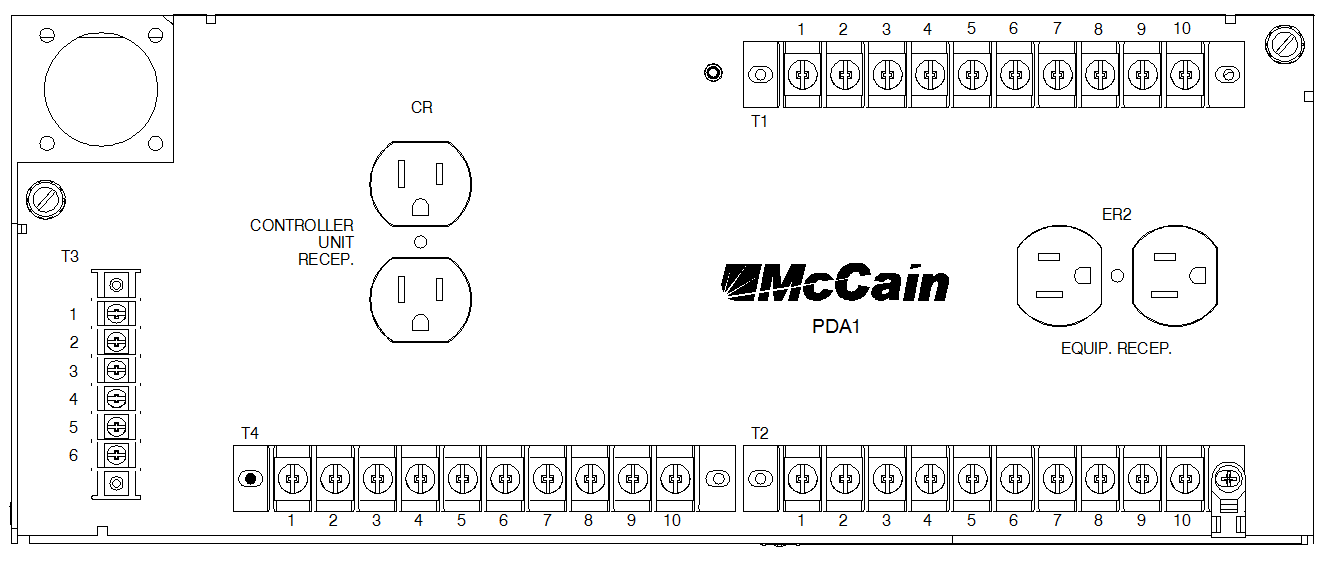 1 2 3 4 5 6 7 8 9 10
T1
CR
CONTROLLER
UNIT
RECEP.
T3
1
2
3
4
5
6
McCain
PDA1
ER2
EQUIP. RECEP.
T4
1 2 3 4 5 6 7 8 9 10
T2
1 2 3 4 5 6 7 8 9 10